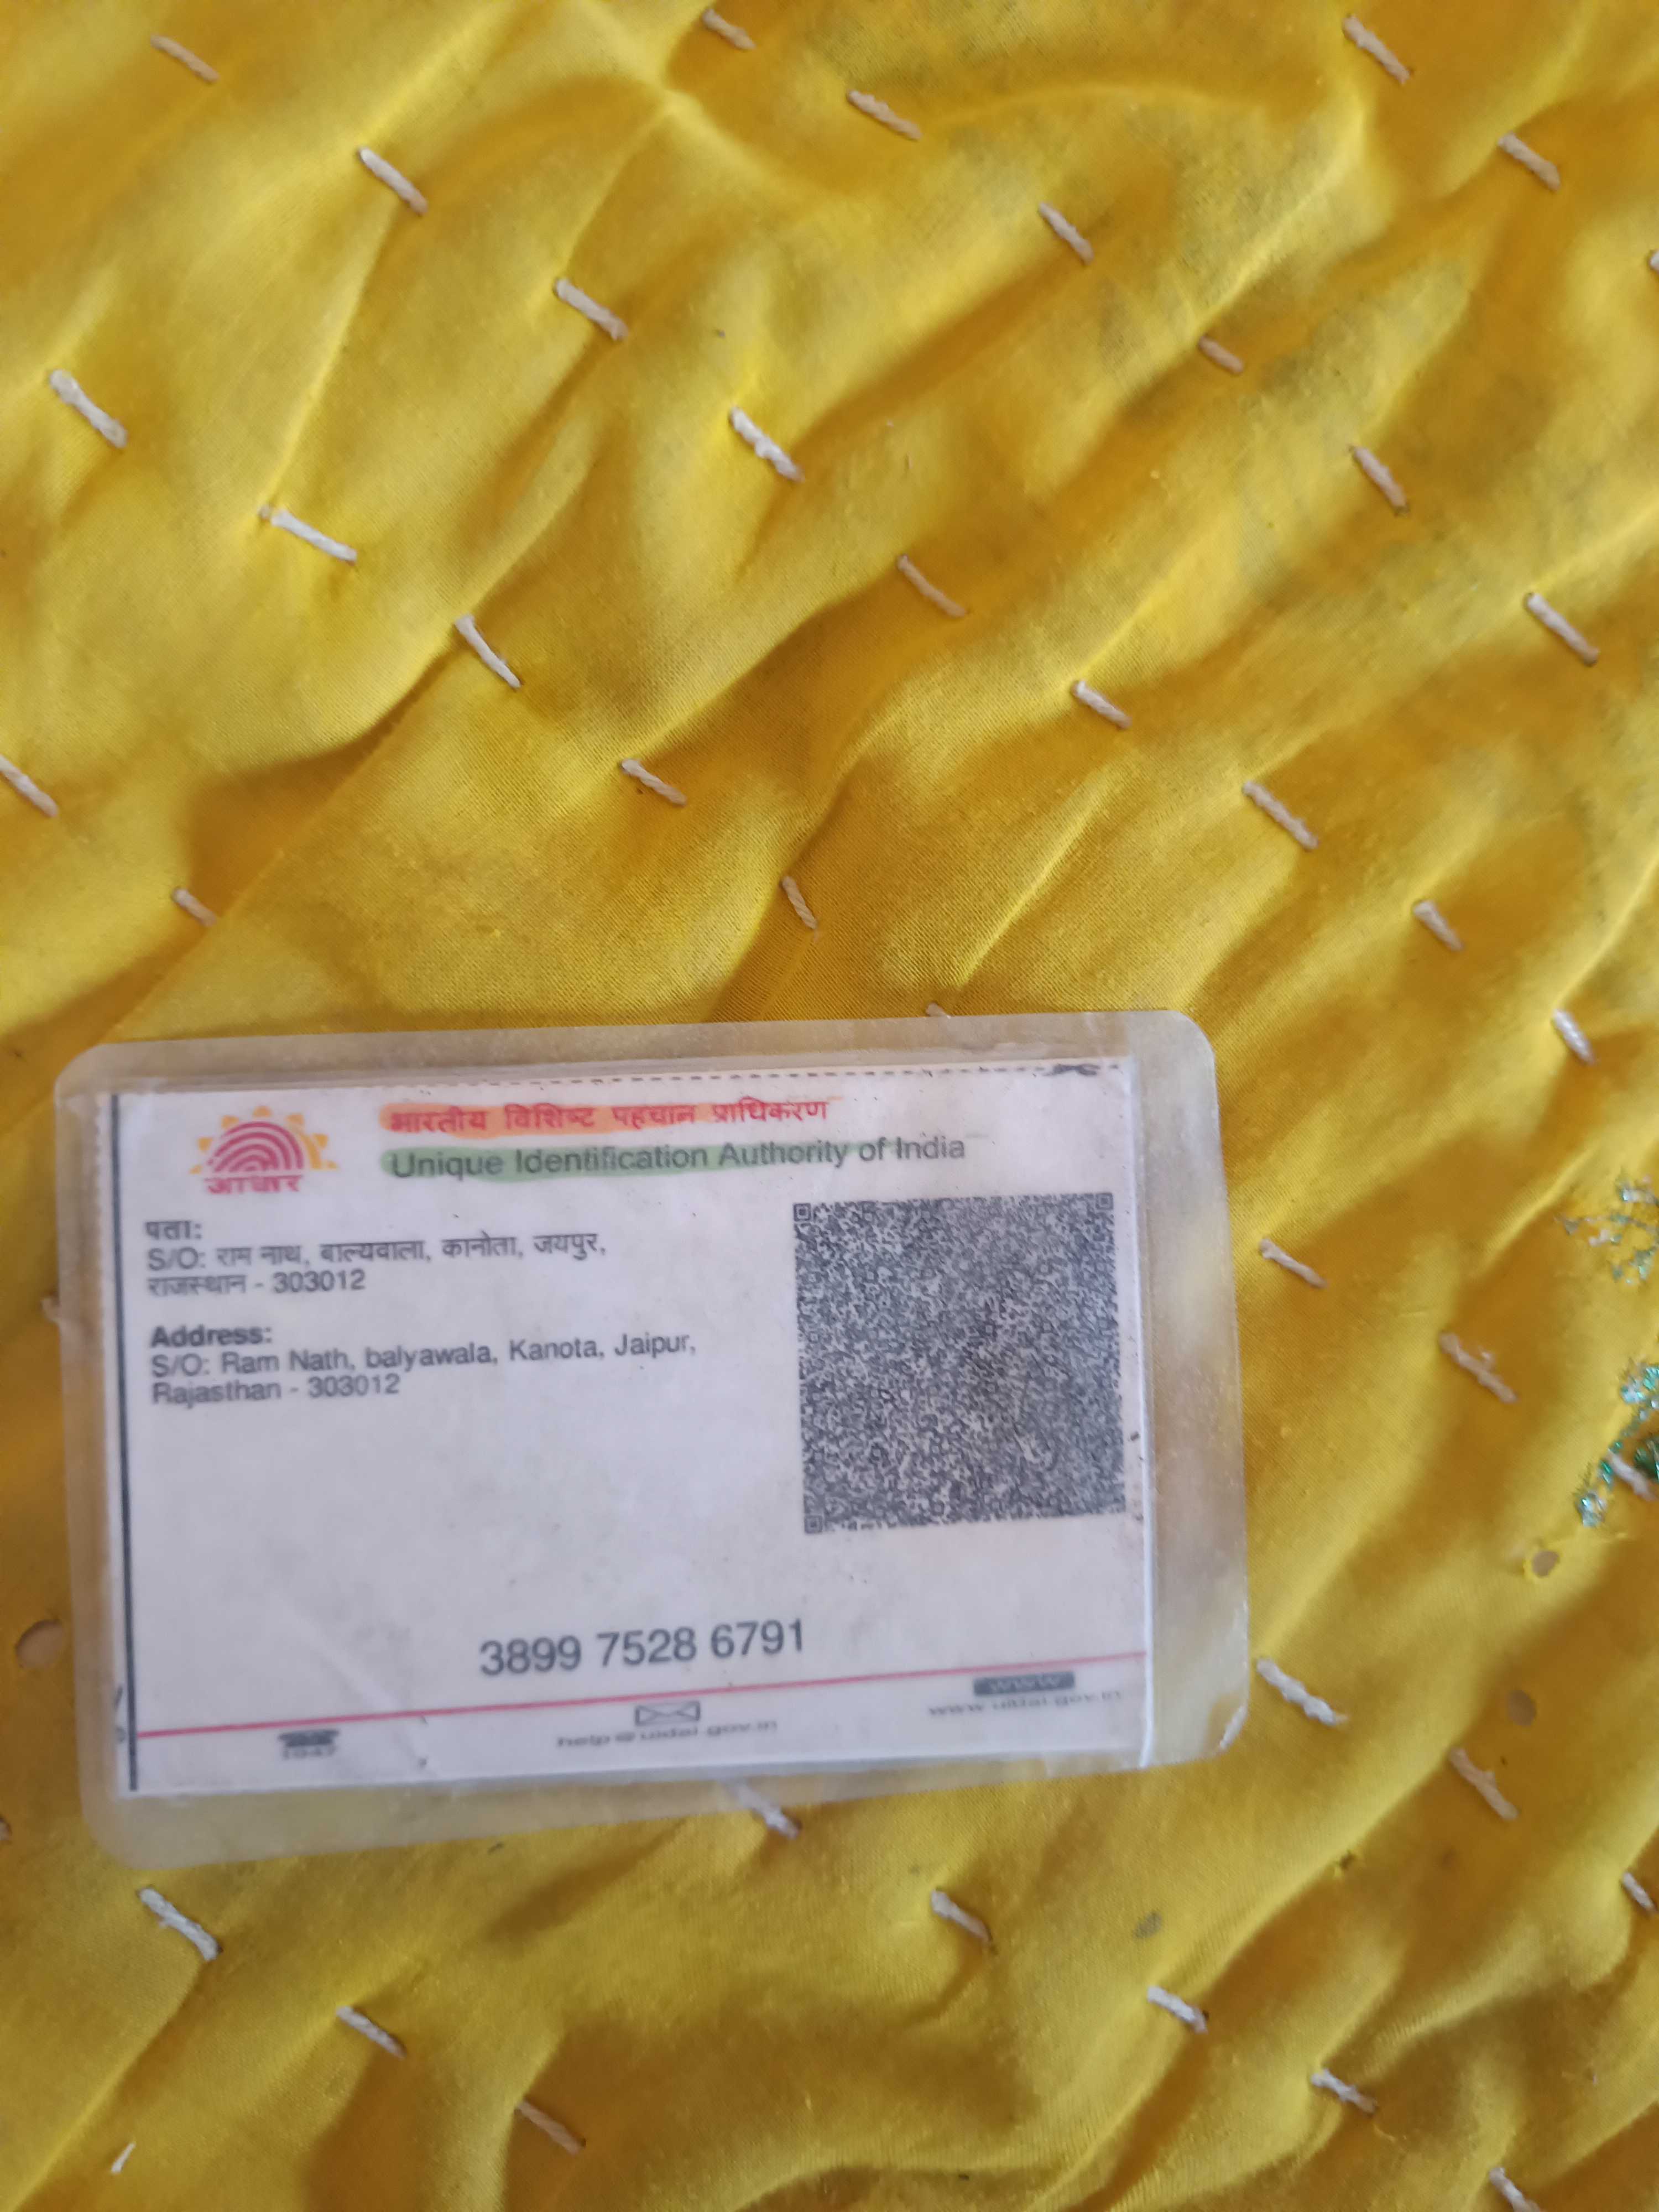 भारतीय विशिष्ट पहचान प्राधिकरण
Unique Identification Authority of India
आधार
पता:
S/O: राम नाथ, बाल्यवाला, कानोता, जयपुर,
राजस्थान - 303012
Address:
S/O: Ram Nath, balyawala, Kanota, Jaipur,
Rajasthan - 303012
3899 7528 6791
1947
help@uidai.gov.in
www
www.uidai.gov.in